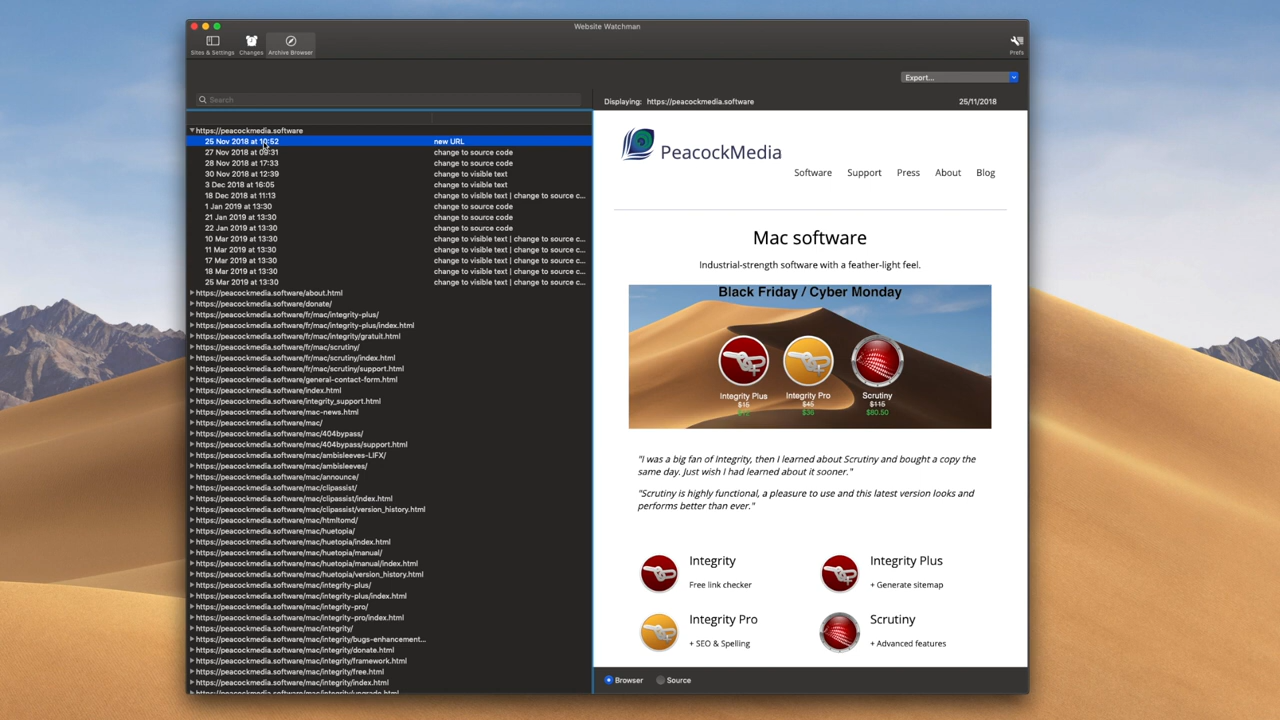 Website Watchman
Sites & Settings
Changes
Archive Browser
Prefs
Export...
Search
Displaying: https://peacockmedia.software 25/11/2018
https://peacockmedia.software
25 Nov 2018 at 10:52 new URL
27 Nov 2018 at 09:31 change to source code
28 Nov 2018 at 17:33 change to source code
30 Nov 2018 at 12:39 change to visible text
3 Dec 2018 at 16:05 change to visible text
18 Dec 2018 at 11:13 change to visible text | change to source c...
1 Jan 2019 at 13:30 change to source code
21 Jan 2019 at 13:30 change to source code
22 Jan 2019 at 13:30 change to source code
10 Mar 2019 at 13:30 change to visible text | change to source c...
11 Mar 2019 at 13:30 change to visible text | change to source c...
17 Mar 2019 at 13:30 change to visible text | change to source c...
18 Mar 2019 at 13:30 change to visible text | change to source c...
25 Mar 2019 at 13:30 change to visible text | change to source c...
https://peacockmedia.software/about.html
https://peacockmedia.software/donate/
https://peacockmedia.software/fr/mac/integrity-plus/
https://peacockmedia.software/fr/mac/integrity-plus/index.html
https://peacockmedia.software/fr/mac/integrity/gratuit.html
https://peacockmedia.software/fr/mac/scrutiny/
https://peacockmedia.software/fr/mac/scrutiny/index.html
https://peacockmedia.software/fr/mac/scrutiny/support.html
https://peacockmedia.software/general-contact-form.html
https://peacockmedia.software/index.html
https://peacockmedia.software/integrity_support.html
https://peacockmedia.software/mac-news.html
https://peacockmedia.software/mac/
https://peacockmedia.software/mac/404bypass/
https://peacockmedia.software/mac/404bypass/support.html
https://peacockmedia.software/mac/ambisleeves-LIFX/
https://peacockmedia.software/mac/ambisleeves/
https://peacockmedia.software/mac/announce/
https://peacockmedia.software/mac/clipassist/
https://peacockmedia.software/mac/clipassist/index.html
https://peacockmedia.software/mac/clipassist/version_history.html
https://peacockmedia.software/mac/htmltomd/
https://peacockmedia.software/mac/huetopia/
https://peacockmedia.software/mac/huetopia/index.html
https://peacockmedia.software/mac/huetopia/manual/
https://peacockmedia.software/mac/huetopia/manual/index.html
https://peacockmedia.software/mac/huetopia/version_history.html
https://peacockmedia.software/mac/integrity-plus/
https://peacockmedia.software/mac/integrity-plus/index.html
https://peacockmedia.software/mac/integrity-pro/
https://peacockmedia.software/mac/integrity-pro/index.html
https://peacockmedia.software/mac/integrity/
https://peacockmedia.software/mac/integrity/bugs-enhancement...
https://peacockmedia.software/mac/integrity/donate.html
https://peacockmedia.software/mac/integrity/framework.html
https://peacockmedia.software/mac/integrity/free.html
https://peacockmedia.software/mac/integrity/index.html
https://peacockmedia.software/mac/integrity/upgrade.html
PeacockMedia
Software Support Press About Blog
Mac software
Industrial-strength software with a feather-light feel.
Black Friday / Cyber Monday
Integrity Plus Integrity Pro Scrutiny
$15 $45 $115
$36 $80.50
"I was a big fan of Integrity, then I learned about Scrutiny and bought a copy the
same day. Just wish I had learned about it sooner."
"Scrutiny is highly functional, a pleasure to use and this latest version looks and
performs better than ever."
Integrity
Free link checker
Integrity Plus
+ Generate sitemap
Integrity Pro
+ SEO & Spelling
Scrutiny
+ Advanced features
Browser Source